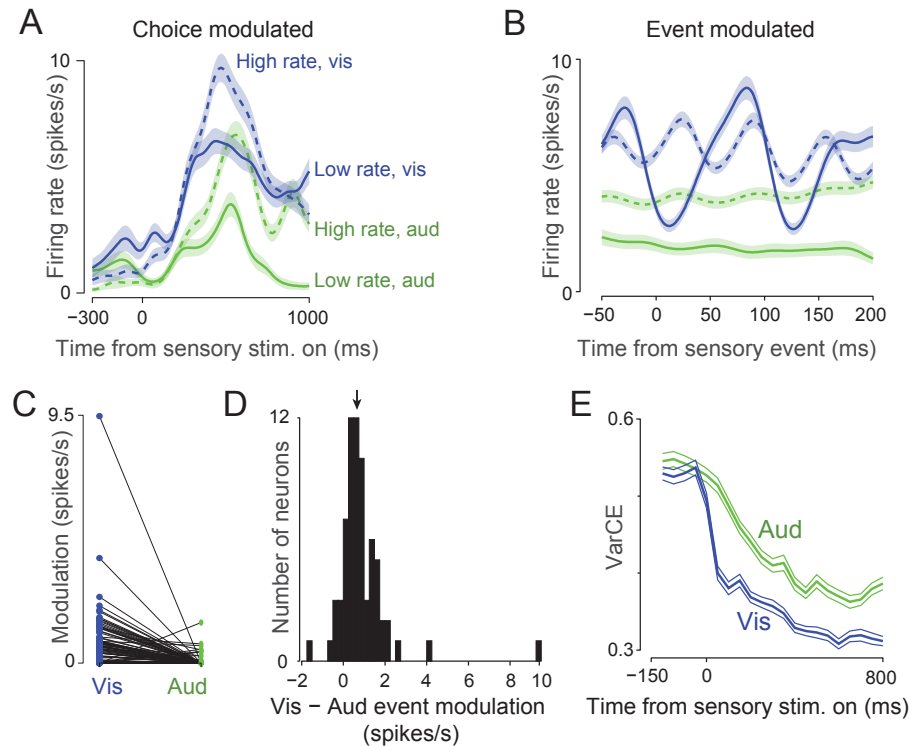 A
Choice modulated
10
0
Firing rate (spikes/s)
High rate, vis
Low rate, vis
High rate, aud
Low rate, aud
−300
0
1000
Time from sensory stim. on (ms)
B
Event modulated
10
0
Firing rate (spikes/s)
−50
0
50
100
150
200
Time from sensory event (ms)
C
9.5
0
Modulation (spikes/s)
Vis
Aud
D
12
0
Number of neurons
−2
0
2
4
6
8
10
Vis − Aud event modulation
(spikes/s)
E
0.6
0.3
VarCE
Aud
Vis
−150
0
800
Time from sensory stim. on (ms)